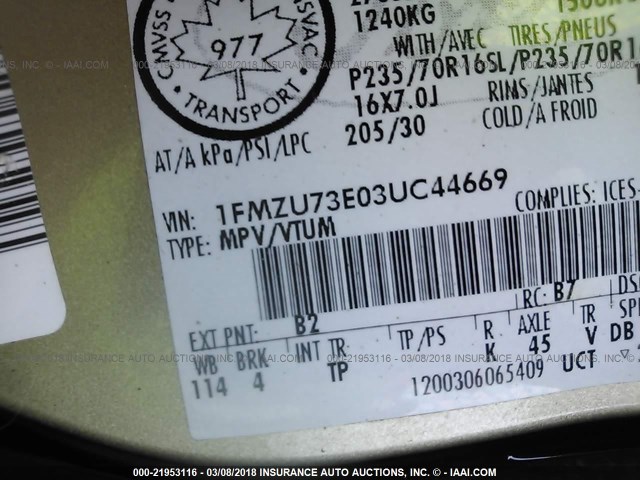 CMVSS NSVAC
977
TRANSPORT
1240KG
WITH/AVEC TIRES/PNEUS
P235/70R16SL/P235/70R16
16X7.0J RIMS/JANTES
205/30 COLD/A FROID
AT/A kPa/PSI/LPC
VIN: 1FMZU73E03UC44669 COMPLIES: ICES
TYPE: MPV/VTUM
RC: B7
EXT PNT: B2
WB BRK INT TR TP/PS R AXLE TR
114 4 TP K 45 V DB
1200306065409 UCT
000-21953116 - 03/08/2018 INSURANCE AUTO AUCTIONS, INC. © - IAAI.COM